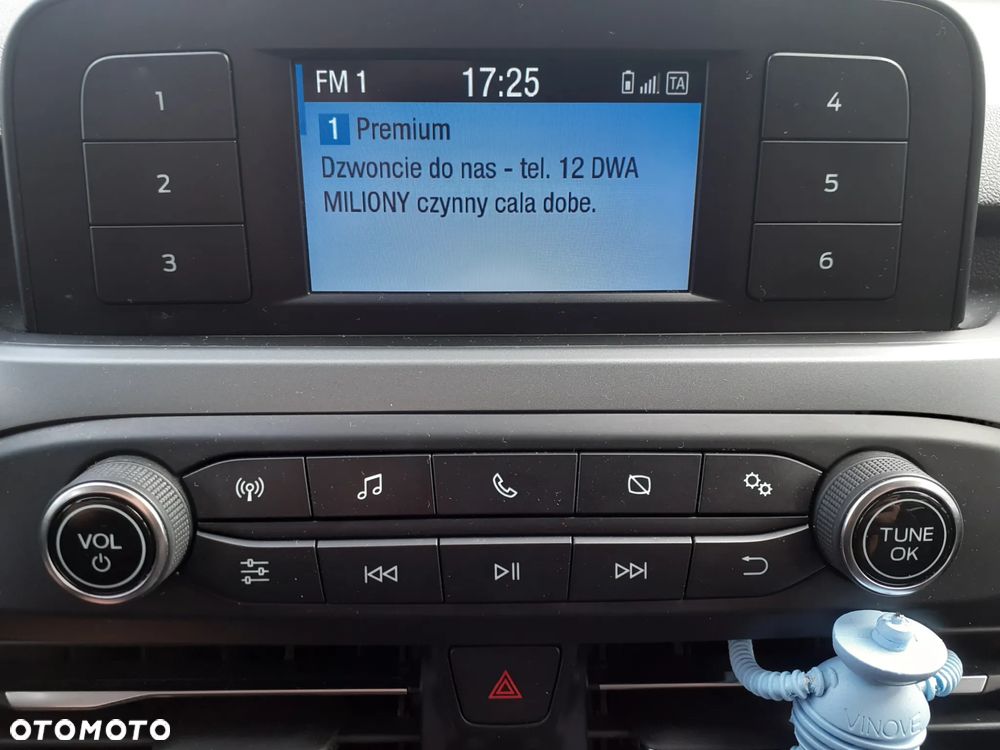 FM 1 17:25 TA
1 Premium
Dzwoncie do nas - tel. 12 DWA
MILIONY czynny cala dobe.
1
2
3
4
5
6
VOL
TUNE
OK
VINOVE
OTOMOTO